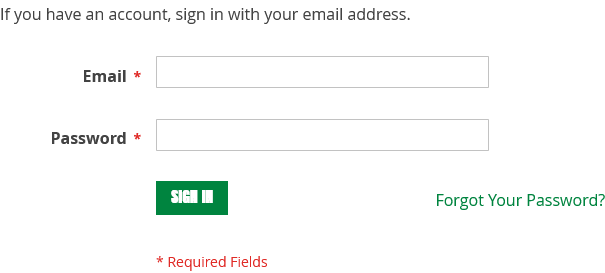 If you have an account, sign in with your email address.
Email *
Password *
SIGN IN
Forgot Your Password?
* Required Fields